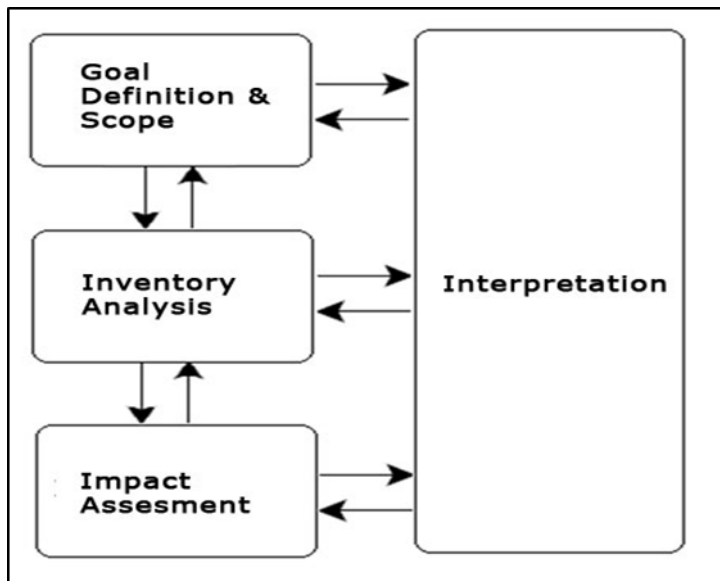 Goal
Definition &
Scope
Inventory
Analysis
Interpretation
Impact
Assesment